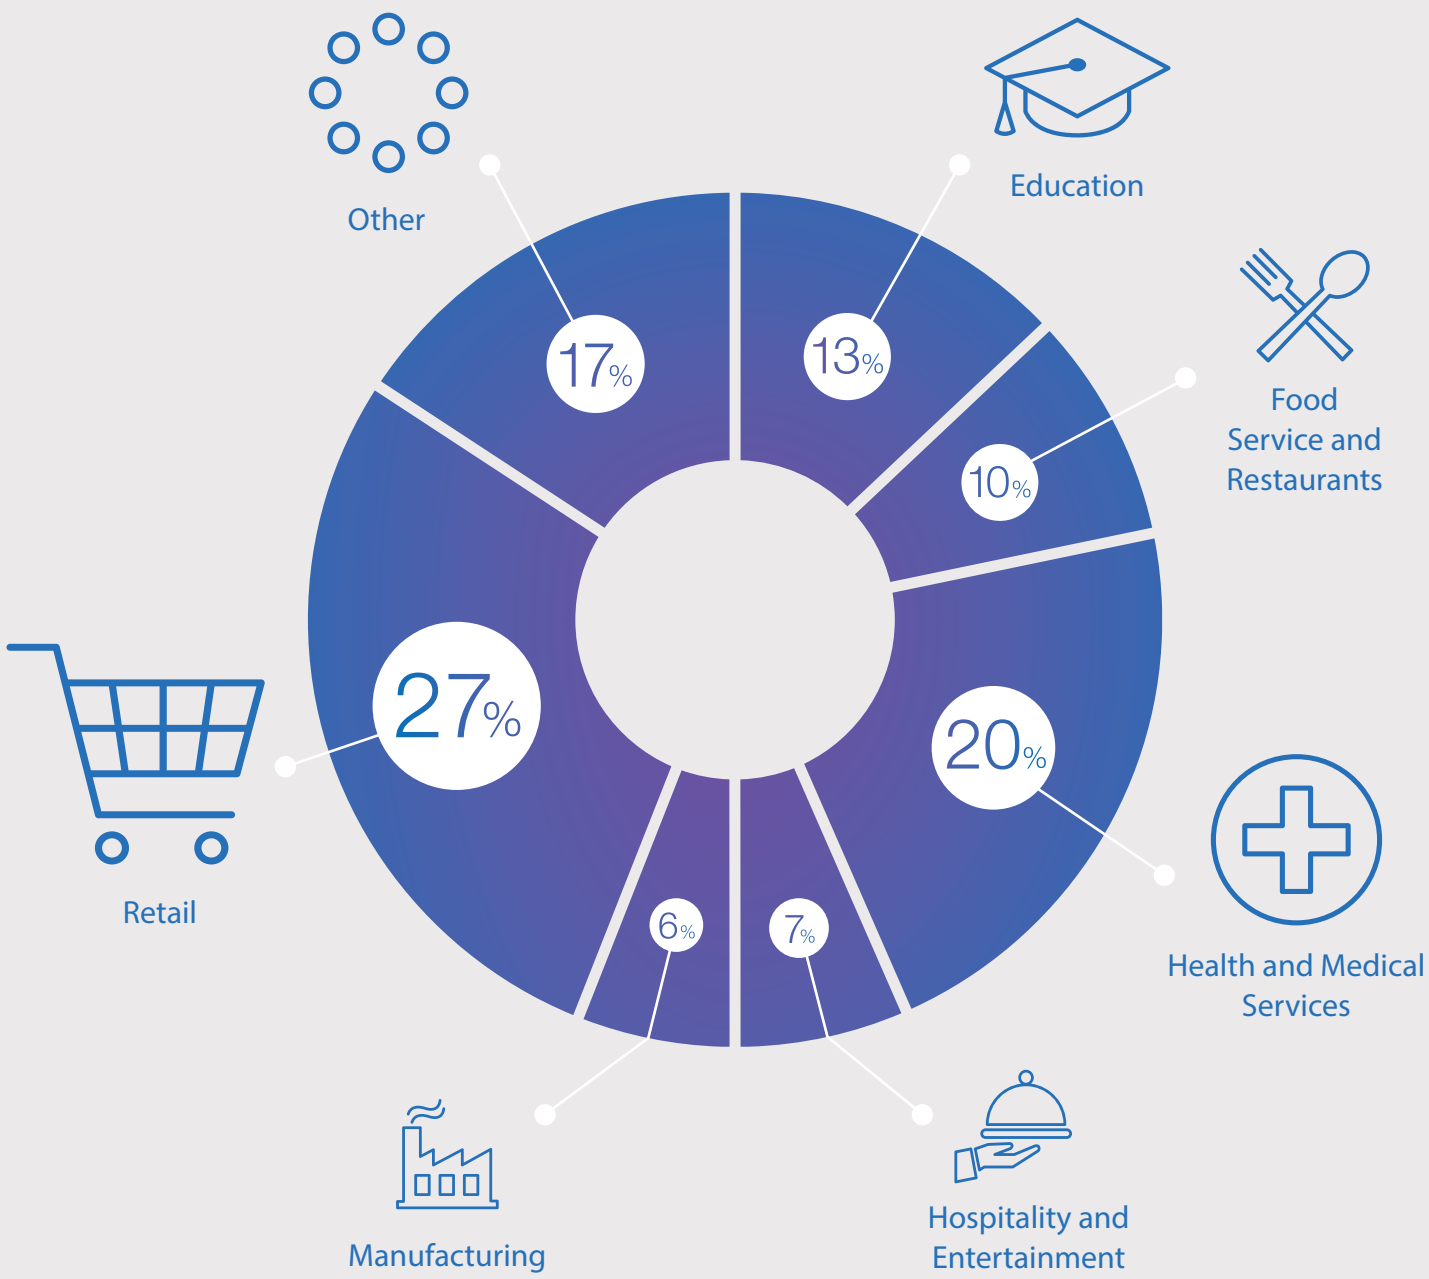 Other
Education
17%
13%
Food
Service and
Restaurants
10%
27%
20%
Retail
Health and Medical
Services
6%
7%
Manufacturing
Hospitality and
Entertainment